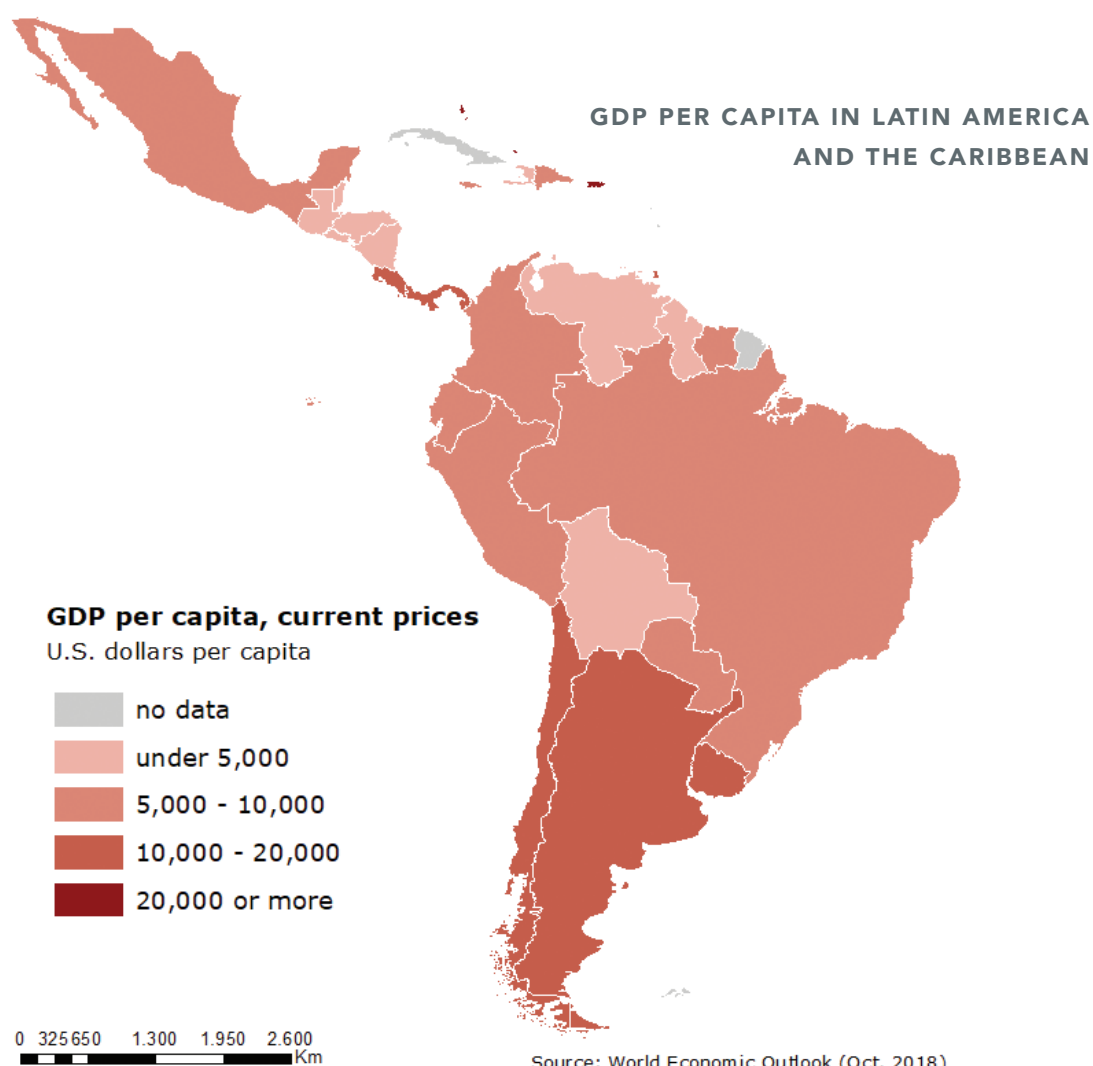 GDP PER CAPITA IN LATIN AMERICA
AND THE CARIBBEAN
GDP per capita, current prices
U.S. dollars per capita
no data
under 5,000
5,000 - 10,000
10,000 - 20,000
20,000 or more
0 325 650 1.300 1.950 2.600
Km
Source: World Economic Outlook (Oct. 2018)